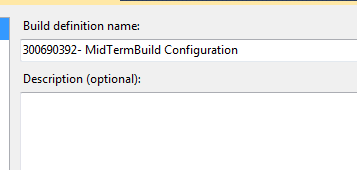 Build definition name:
300690392- MidTermBuild Configuration
Description (optional):